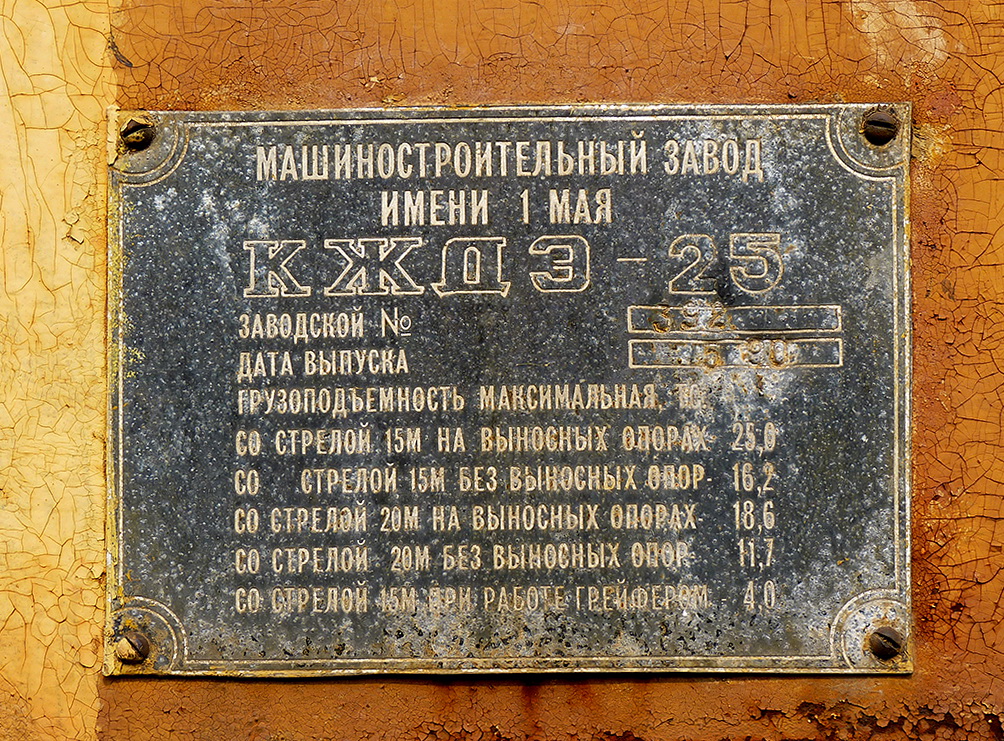 МАШИНОСТРОИТЕЛЬНЫЙ ЗАВОД
ИМЕНИ 1 МАЯ
КЖДЭ-25
ЗАВОДСКОЙ №
ДАТА ВЫПУСКА
ГРУЗОПОДЪЕМНОСТЬ МАКСИМАЛЬНАЯ, ТС:
СО СТРЕЛОЙ 15М НА ВЫНОСНЫХ ОПОРАХ- 25,0
СО СТРЕЛОЙ 15М БЕЗ ВЫНОСНЫХ ОПОР- 16,2
СО СТРЕЛОЙ 20М НА ВЫНОСНЫХ ОПОРАХ- 18,6
СО СТРЕЛОЙ 20М БЕЗ ВЫНОСНЫХ ОПОР- 11,7
СО СТРЕЛОЙ 15М ПРИ РАБОТЕ ГРЕЙФЕРОМ- 4,0